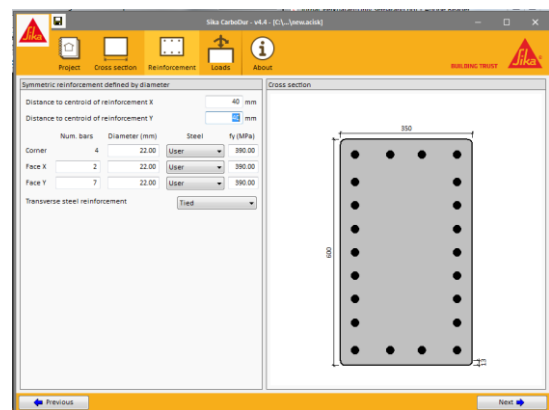 Sika CarboDur - v4.4 - [C:\...\new.acisk]
Sika
Project
Cross section
Reinforcement
Loads
About
BUILDING TRUST
Sika
Symmetric reinforcement defined by diameter
Distance to centroid of reinforcement X 40 mm
Distance to centroid of reinforcement Y 40 mm
Num. bars Diameter (mm) Steel fy (MPa)
Corner 4 22.00 User 390.00
Face X 2 22.00 User 390.00
Face Y 7 22.00 User 390.00
Transverse steel reinforcement Tied
Cross section
350
600
13
Previous
Next